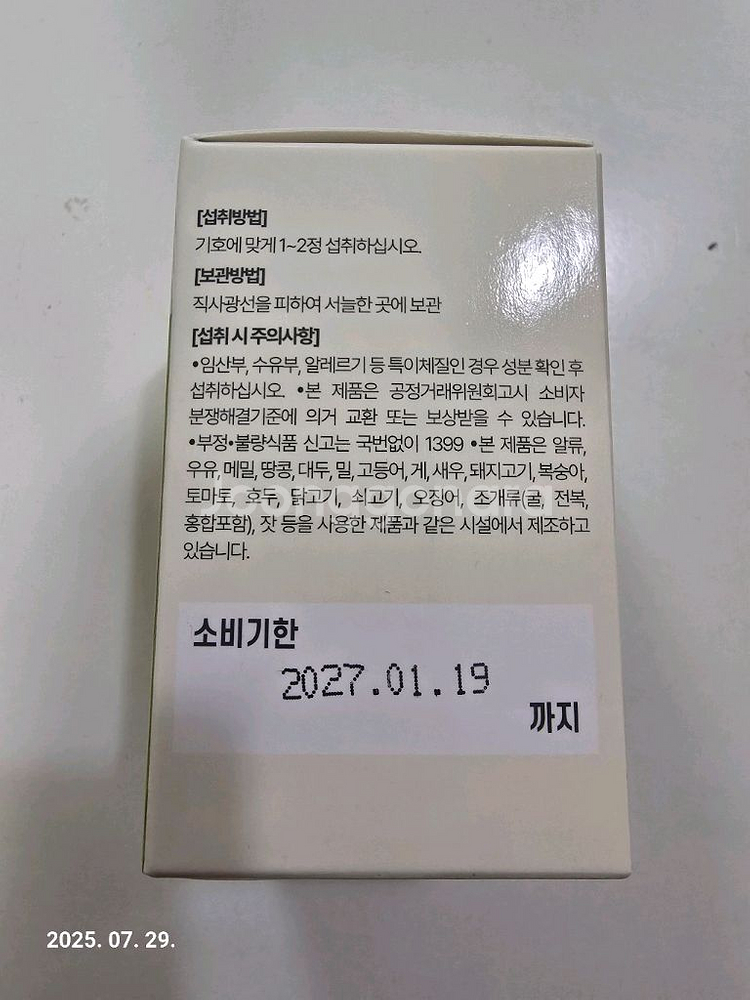 [섭취방법]
기호에 맞게 1~2정 섭취하십시오.
[보관방법]
직사광선을 피하여 서늘한 곳에 보관
[섭취 시 주의사항]
•임산부, 수유부, 알레르기 등 특이체질인 경우 성분 확인 후
섭취하십시오. •본 제품은 공정거래위원회고시 소비자
분쟁해결기준에 의거 교환 또는 보상받을 수 있습니다.
•부정•불량식품 신고는 국번없이 1399 •본 제품은 알류,
우유, 메밀, 땅콩, 대두, 밀, 고등어, 게, 새우, 돼지고기, 복숭아,
토마토, 호두, 닭고기, 쇠고기, 오징어, 조개류(굴, 전복,
홍합포함), 잣 등을 사용한 제품과 같은 시설에서 제조하고
있습니다.
소비기한
2027.01.19
까지
2025. 07. 29.